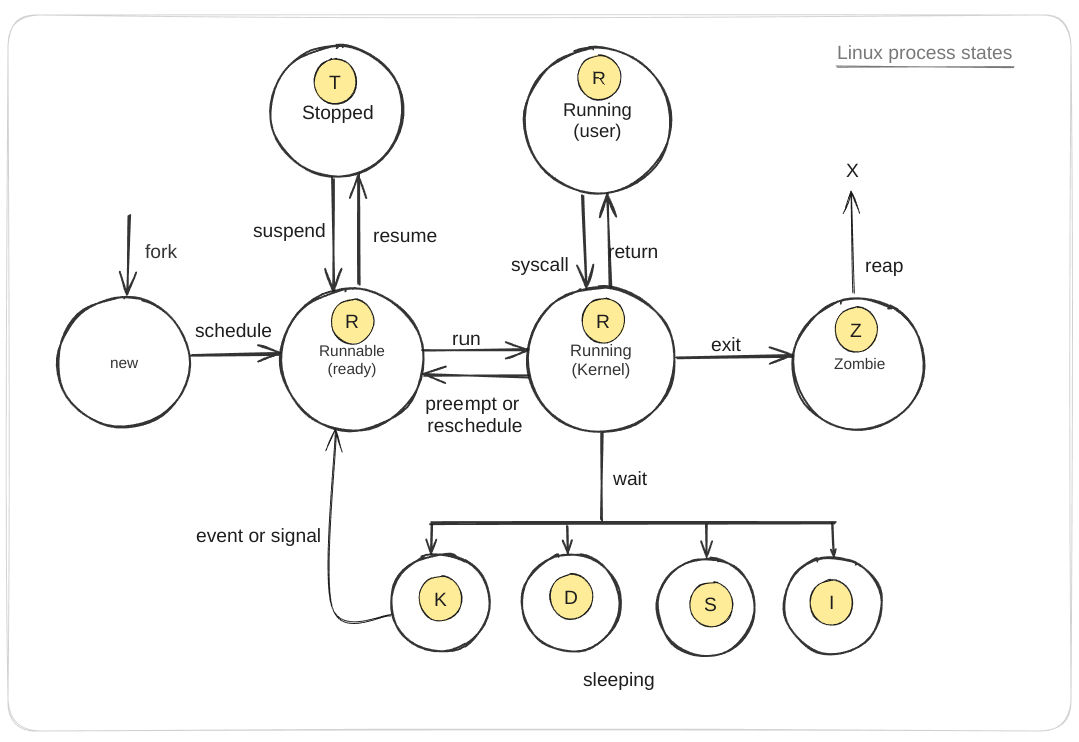 Linux process states
T
Stopped
R
Running
(user)
X
fork
suspend
resume
syscall
return
reap
new
schedule
R
Runnable
(ready)
run
preempt or
reschedule
R
Running
(Kernel)
exit
Z
Zombie
wait
event or signal
K
D
S
I
sleeping